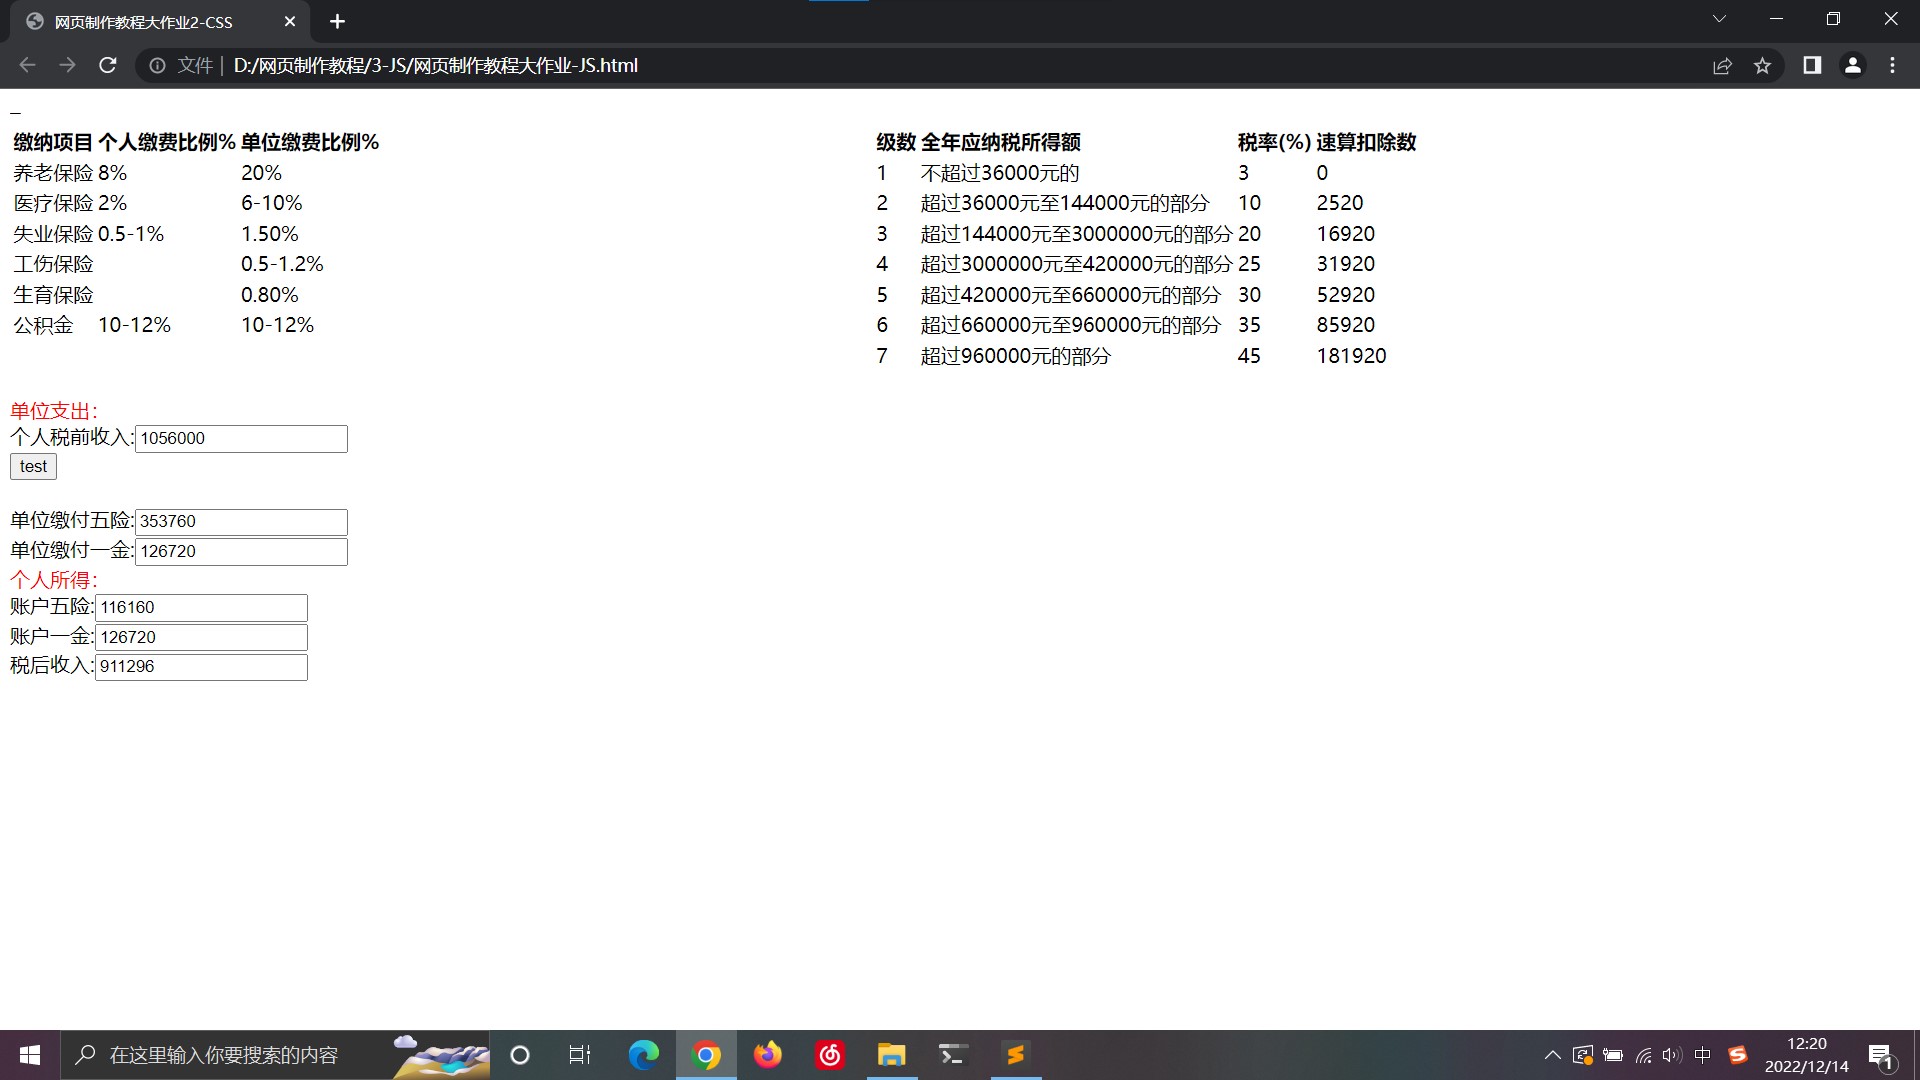 网页制作教程大作业2-CSS
文件 | D:/网页制作教程/3-JS/网页制作教程大作业-JS.html
_
缴纳项目 个人缴费比例% 单位缴费比例%
养老保险 8% 20%
医疗保险 2% 6-10%
失业保险 0.5-1% 1.50%
工伤保险 0.5-1.2%
生育保险 0.80%
公积金 10-12% 10-12%
级数 全年应纳税所得额 税率(%) 速算扣除数
1 不超过36000元的 3 0
2 超过36000元至144000元的部分 10 2520
3 超过144000元至3000000元的部分 20 16920
4 超过3000000元至420000元的部分 25 31920
5 超过420000元至660000元的部分 30 52920
6 超过660000元至960000元的部分 35 85920
7 超过960000元的部分 45 181920
单位支出:
个人税前收入:1056000
test
单位缴付五险:353760
单位缴付一金:126720
个人所得:
账户五险:116160
账户一金:126720
税后收入:911296
在这里输入你要搜索的内容
中
12:20
2022/12/14
1